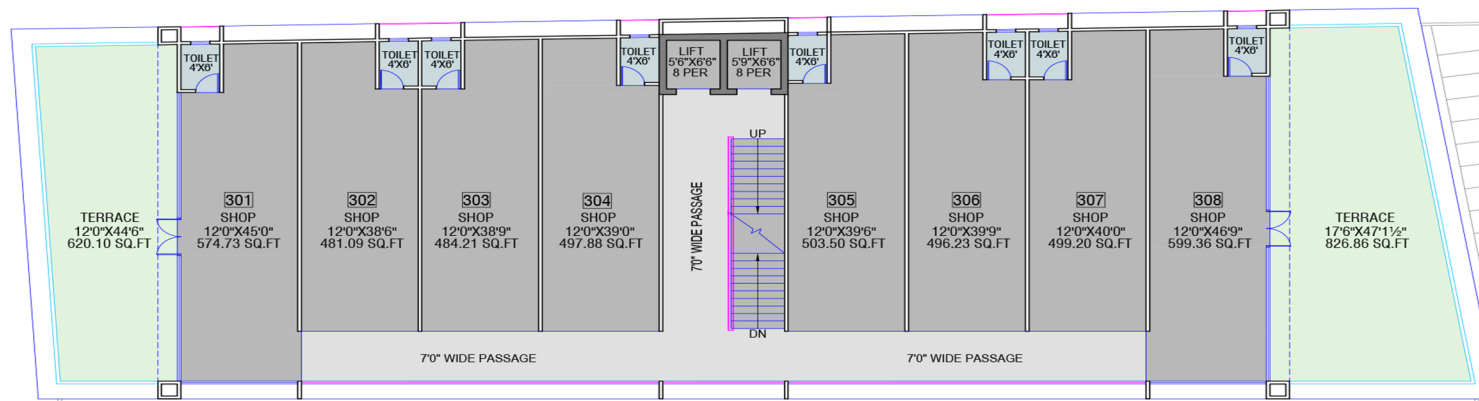 TOILET
4'X6'
TOILET
4'X6'
TOILET
4'X6'
TOILET
4'X6'
LIFT
5'6"X6'6"
8 PER
LIFT
5'9"X6'6"
8 PER
TOILET
4'X6'
TOILET
4'X6'
TOILET
4'X6'
TOILET
4'X6'
TERRACE
12'0"X44'6"
620.10 SQ.FT
301
SHOP
12'0"X45'0"
574.73 SQ.FT
302
SHOP
12'0"X38'6"
481.09 SQ.FT
303
SHOP
12'0"X38'9"
484.21 SQ.FT
304
SHOP
12'0"X39'0"
497.88 SQ.FT
7'0" WIDE PASSAGE
UP
DN
305
SHOP
12'0"X39'6"
503.50 SQ.FT
306
SHOP
12'0"X39'9"
496.23 SQ.FT
307
SHOP
12'0"X40'0"
499.20 SQ.FT
308
SHOP
12'0"X46'9"
599.36 SQ.FT
TERRACE
17'6"X47'1½"
826.86 SQ.FT
7'0" WIDE PASSAGE
7'0" WIDE PASSAGE